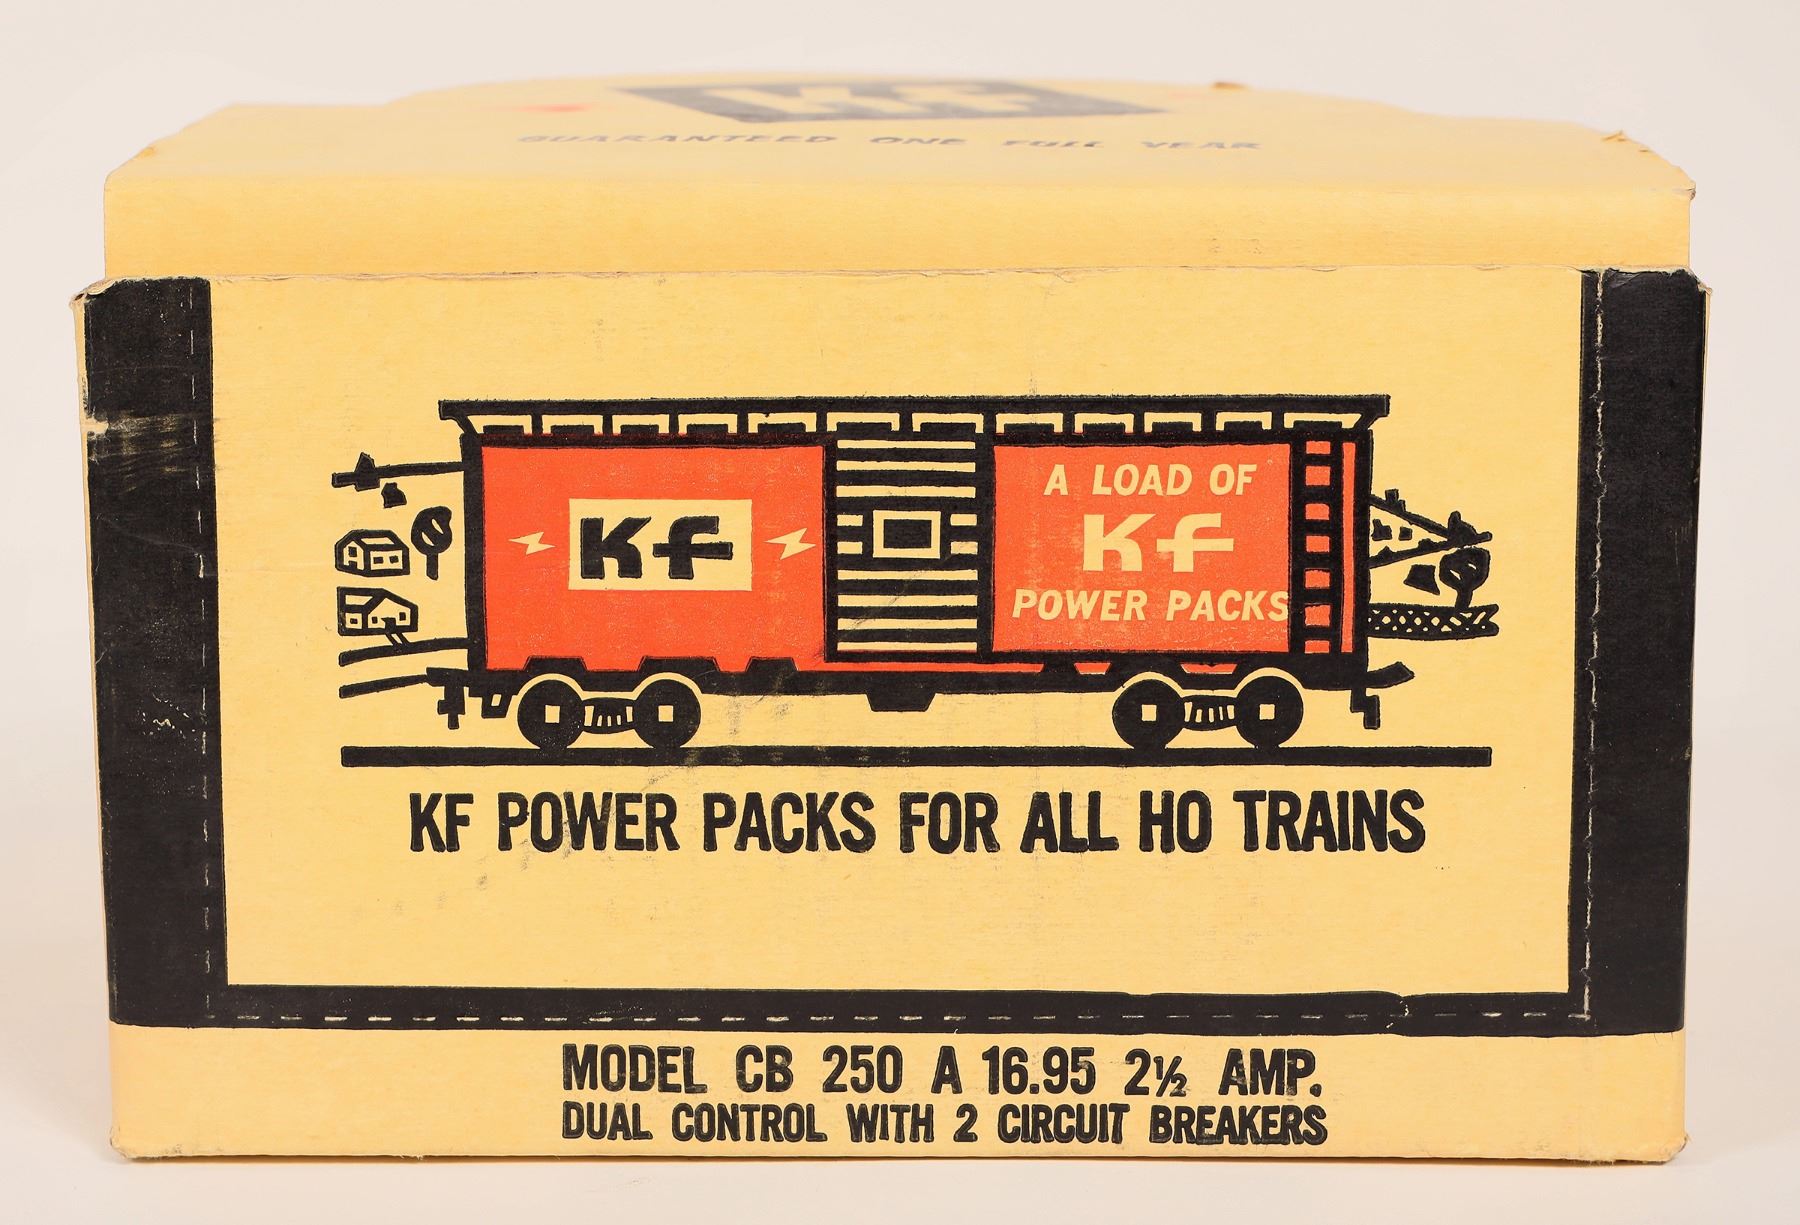 KF
GUARANTEED ONE FULL YEAR
Kf
A LOAD OF
Kf
POWER PACKS
KF POWER PACKS FOR ALL HO TRAINS
MODEL CB 250 A 16.95 2½ AMP.
DUAL CONTROL WITH 2 CIRCUIT BREAKERS